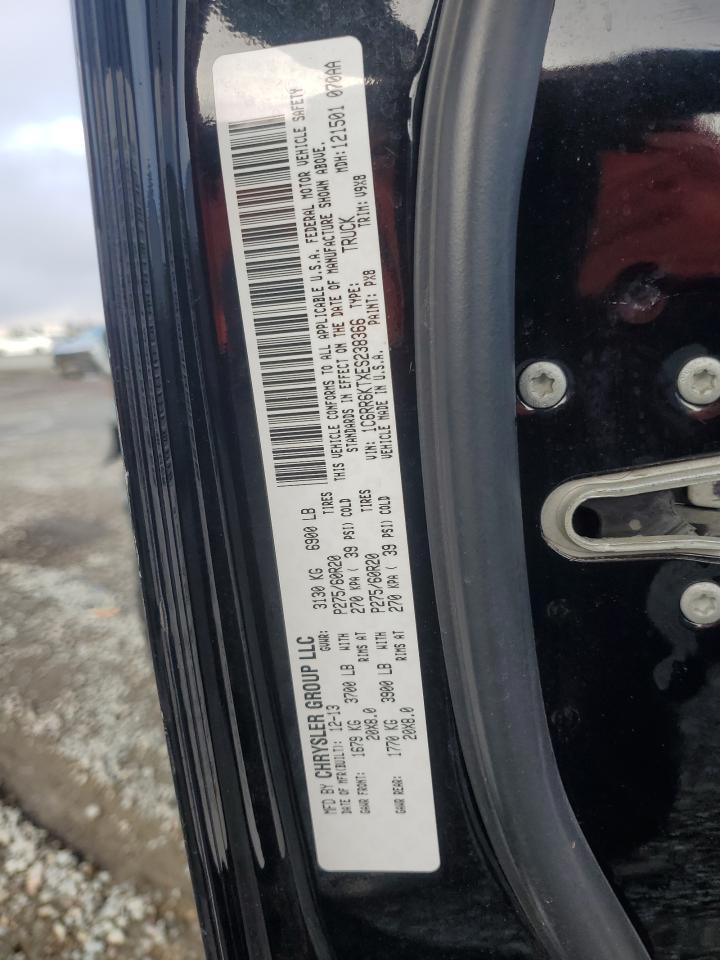 MFD BY CHRYSLER GROUP LLC
DATE OF MFR(BUILT): 12-13 GVWR: 3130 KG 6900 LB
GAWR FRONT: 1679 KG 3700 LB WITH P275/60R20 TIRES
20X8.0 RIMS AT 270 KPA ( 39 PSI) COLD
GAWR REAR: 1770 KG 3900 LB WITH P275/60R20 TIRES
20X8.0 RIMS AT 270 KPA ( 39 PSI) COLD
THIS VEHICLE CONFORMS TO ALL APPLICABLE U.S.A. FEDERAL MOTOR VEHICLE SAFETY
STANDARDS IN EFFECT ON THE DATE OF MANUFACTURE SHOWN ABOVE.
MDH:121501 070AA
VIN: 1C6RR6KTXES238366 TYPE: TRUCK
VEHICLE MADE IN U.S.A. PAINT: PX8 TRIM: V9X8